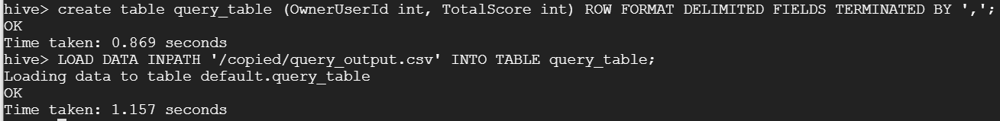 hive> create table query_table (OwnerUserId int, TotalScore int) ROW FORMAT DELIMITED FIELDS TERMINATED BY ',';
OK
Time taken: 0.869 seconds
hive> LOAD DATA INPATH '/copied/query_output.csv' INTO TABLE query_table;
Loading data to table default.query_table
OK
Time taken: 1.157 seconds